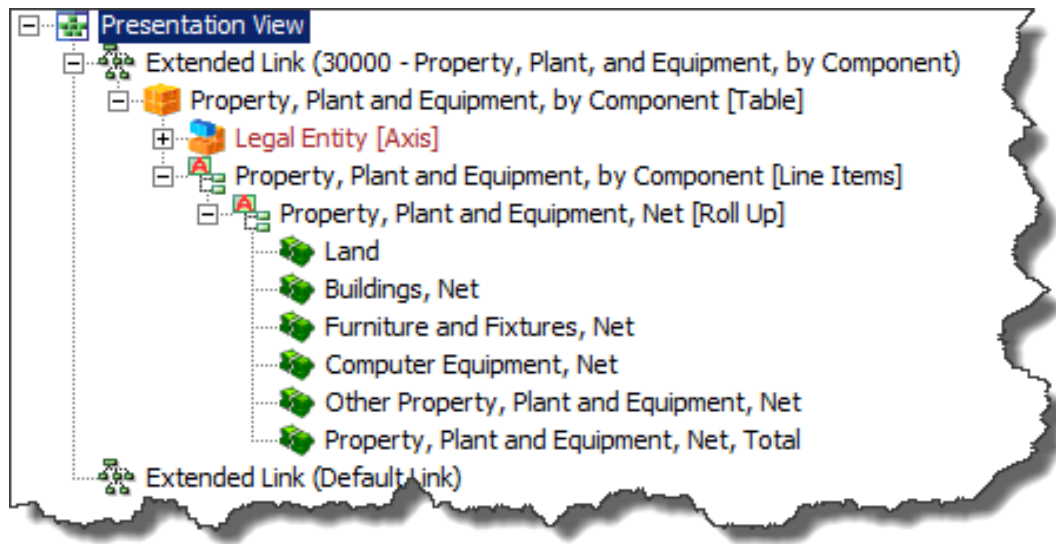 Presentation View
Extended Link (30000 - Property, Plant, and Equipment, by Component)
Property, Plant and Equipment, by Component [Table]
Legal Entity [Axis]
Property, Plant and Equipment, by Component [Line Items]
Property, Plant and Equipment, Net [Roll Up]
Land
Buildings, Net
Furniture and Fixtures, Net
Computer Equipment, Net
Other Property, Plant and Equipment, Net
Property, Plant and Equipment, Net, Total
Extended Link (Default Link)